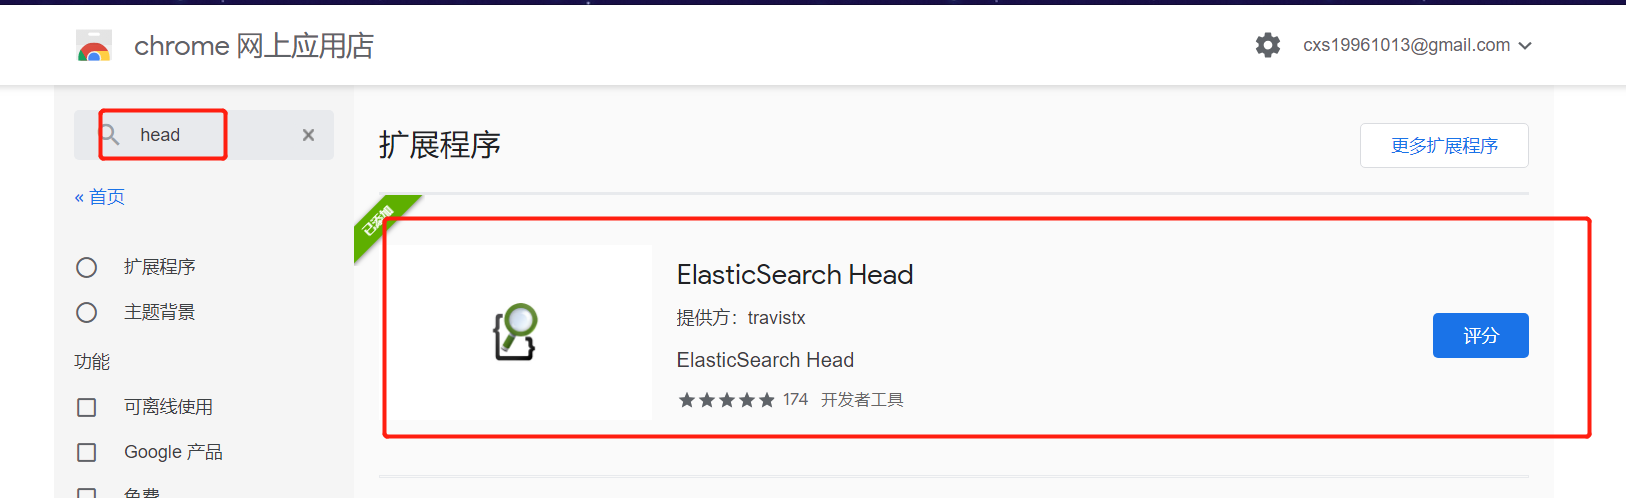 chrome 网上应用店
cxs19961013@gmail.com
head
« 首页
扩展程序
主题背景
功能
可离线使用
Google 产品
免费
扩展程序
更多扩展程序
已添加
ElasticSearch Head
提供方：travistx
ElasticSearch Head
174 开发者工具
评分